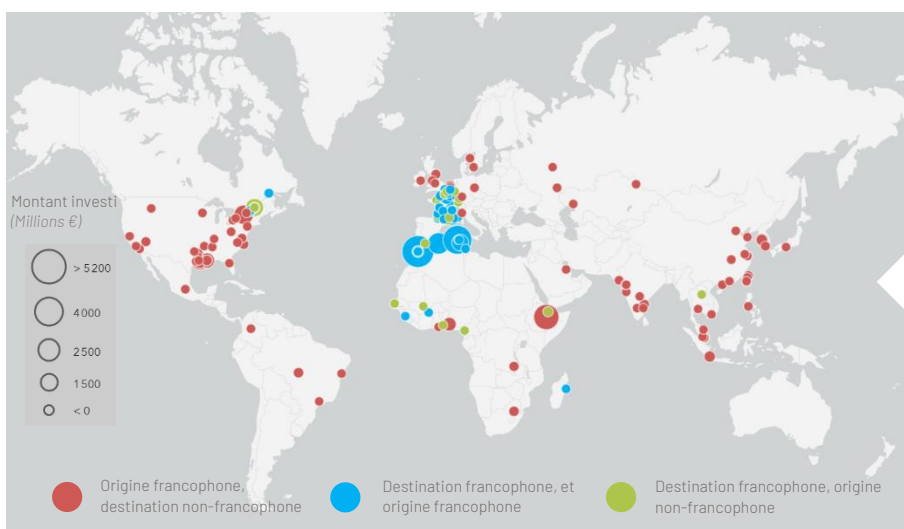 Montant investi
(Millions €)
> 5200
4000
2500
1500
< 0
Origine francophone,
destination non-francophone
Destination francophone, et
origine francophone
Destination francophone, origine
non-francophone